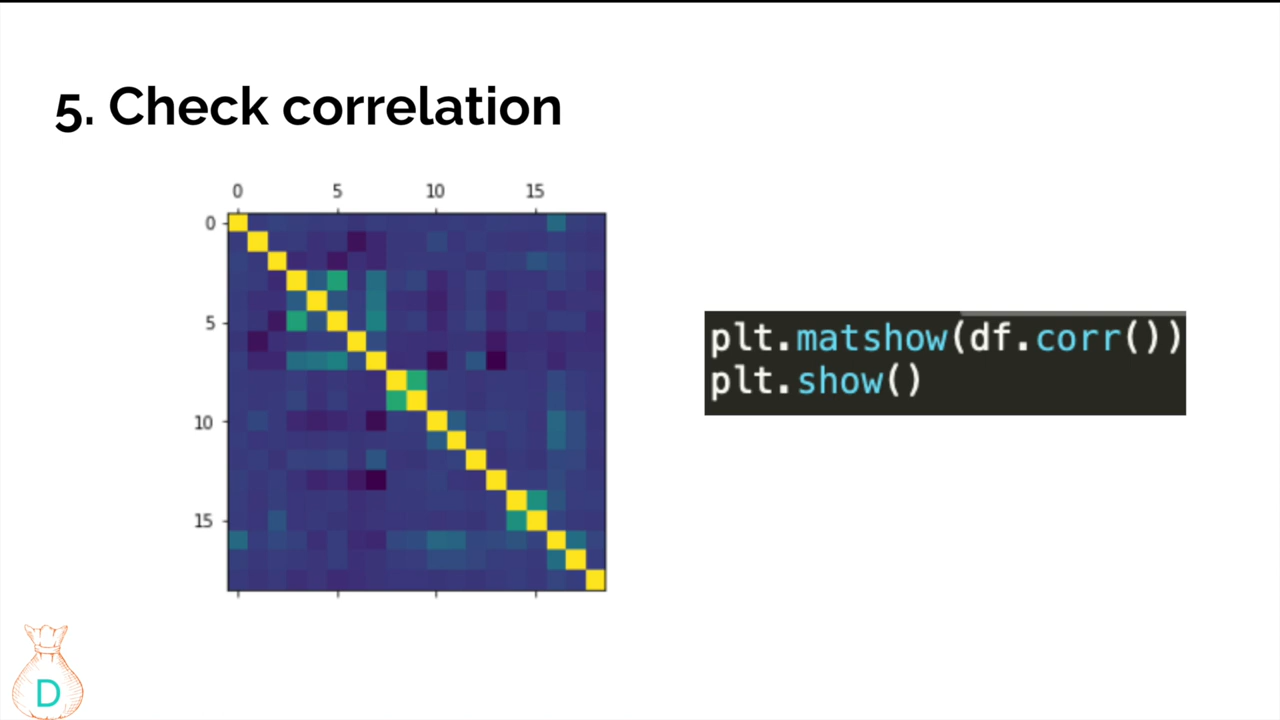 5. Check correlation
0 5 10 15
0
5
10
15
plt.matshow(df.corr())
plt.show()
D